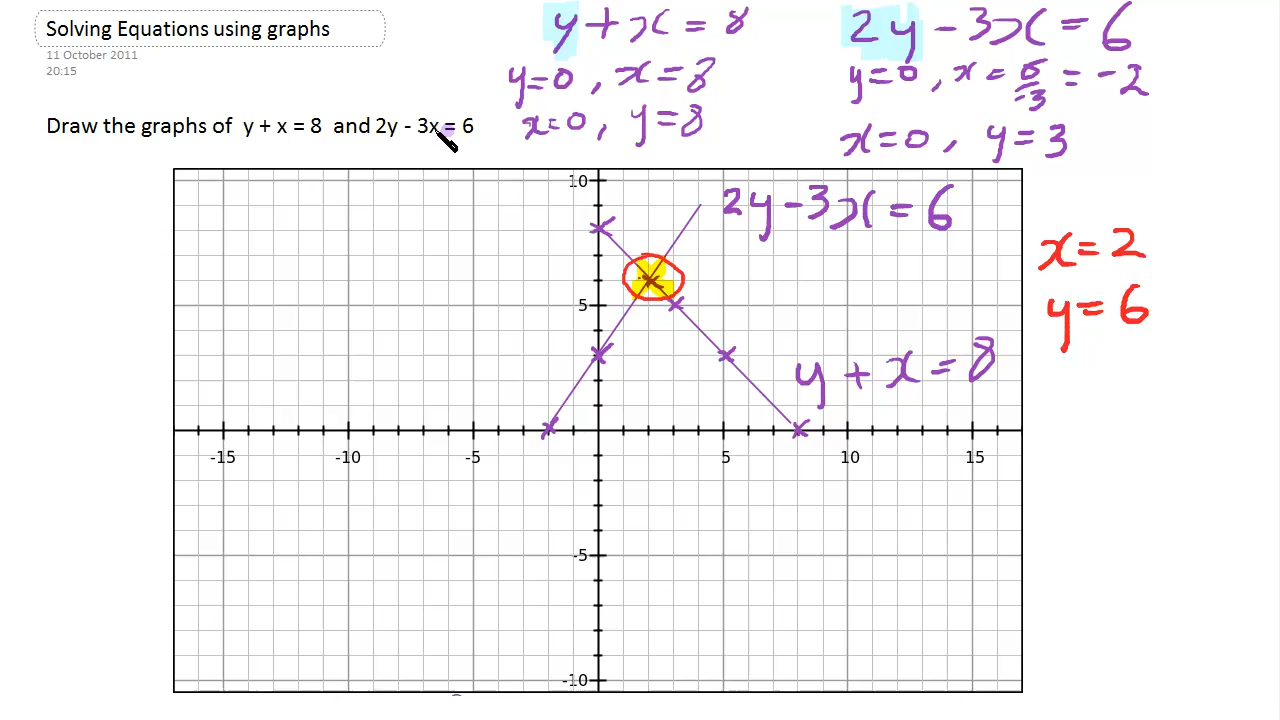 Solving Equations using graphs
11 October 2011
20:15
y + x = 8
y=0 , x = 8
x=0 , y = 8
2y - 3x = 6
y=0 , x = 6/-3 = -2
x=0 , y = 3
Draw the graphs of y + x = 8 and 2y - 3x = 6
10
5
-5
-10
-15
-10
-5
5
10
15
2y - 3x = 6
y + x = 8
x = 2
y = 6